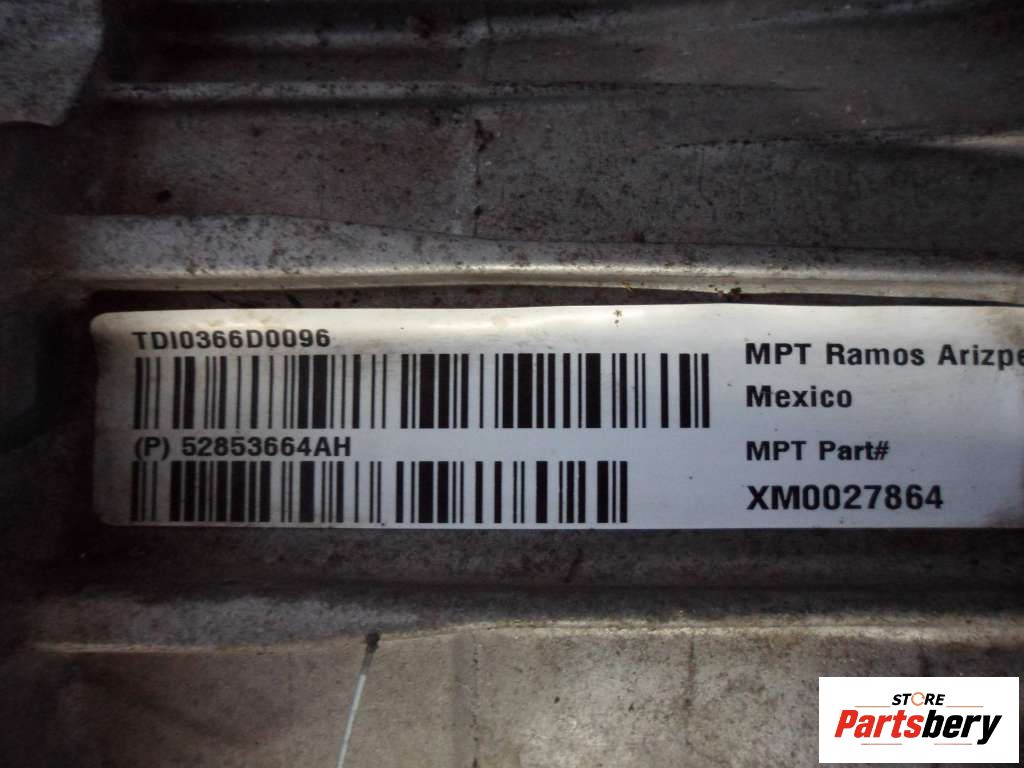 TDI0366D0096
(P) 52853664AH
MPT Ramos Arizpe
Mexico
MPT Part#
XM0027864
STORE
Partsbery